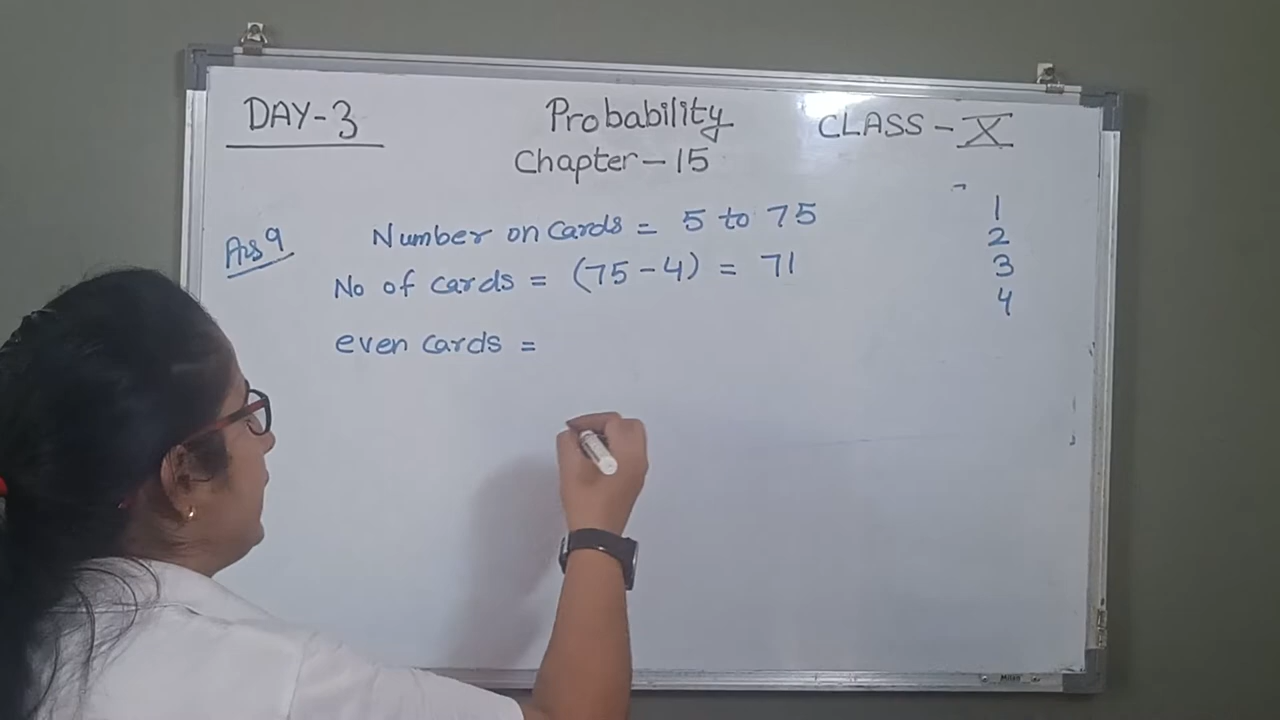 DAY-3
Probability
CLASS - X
Chapter - 15
Ans 9
Number on cards = 5 to 75
No of cards = (75-4) = 71
even cards =
1
2
3
4
Milan